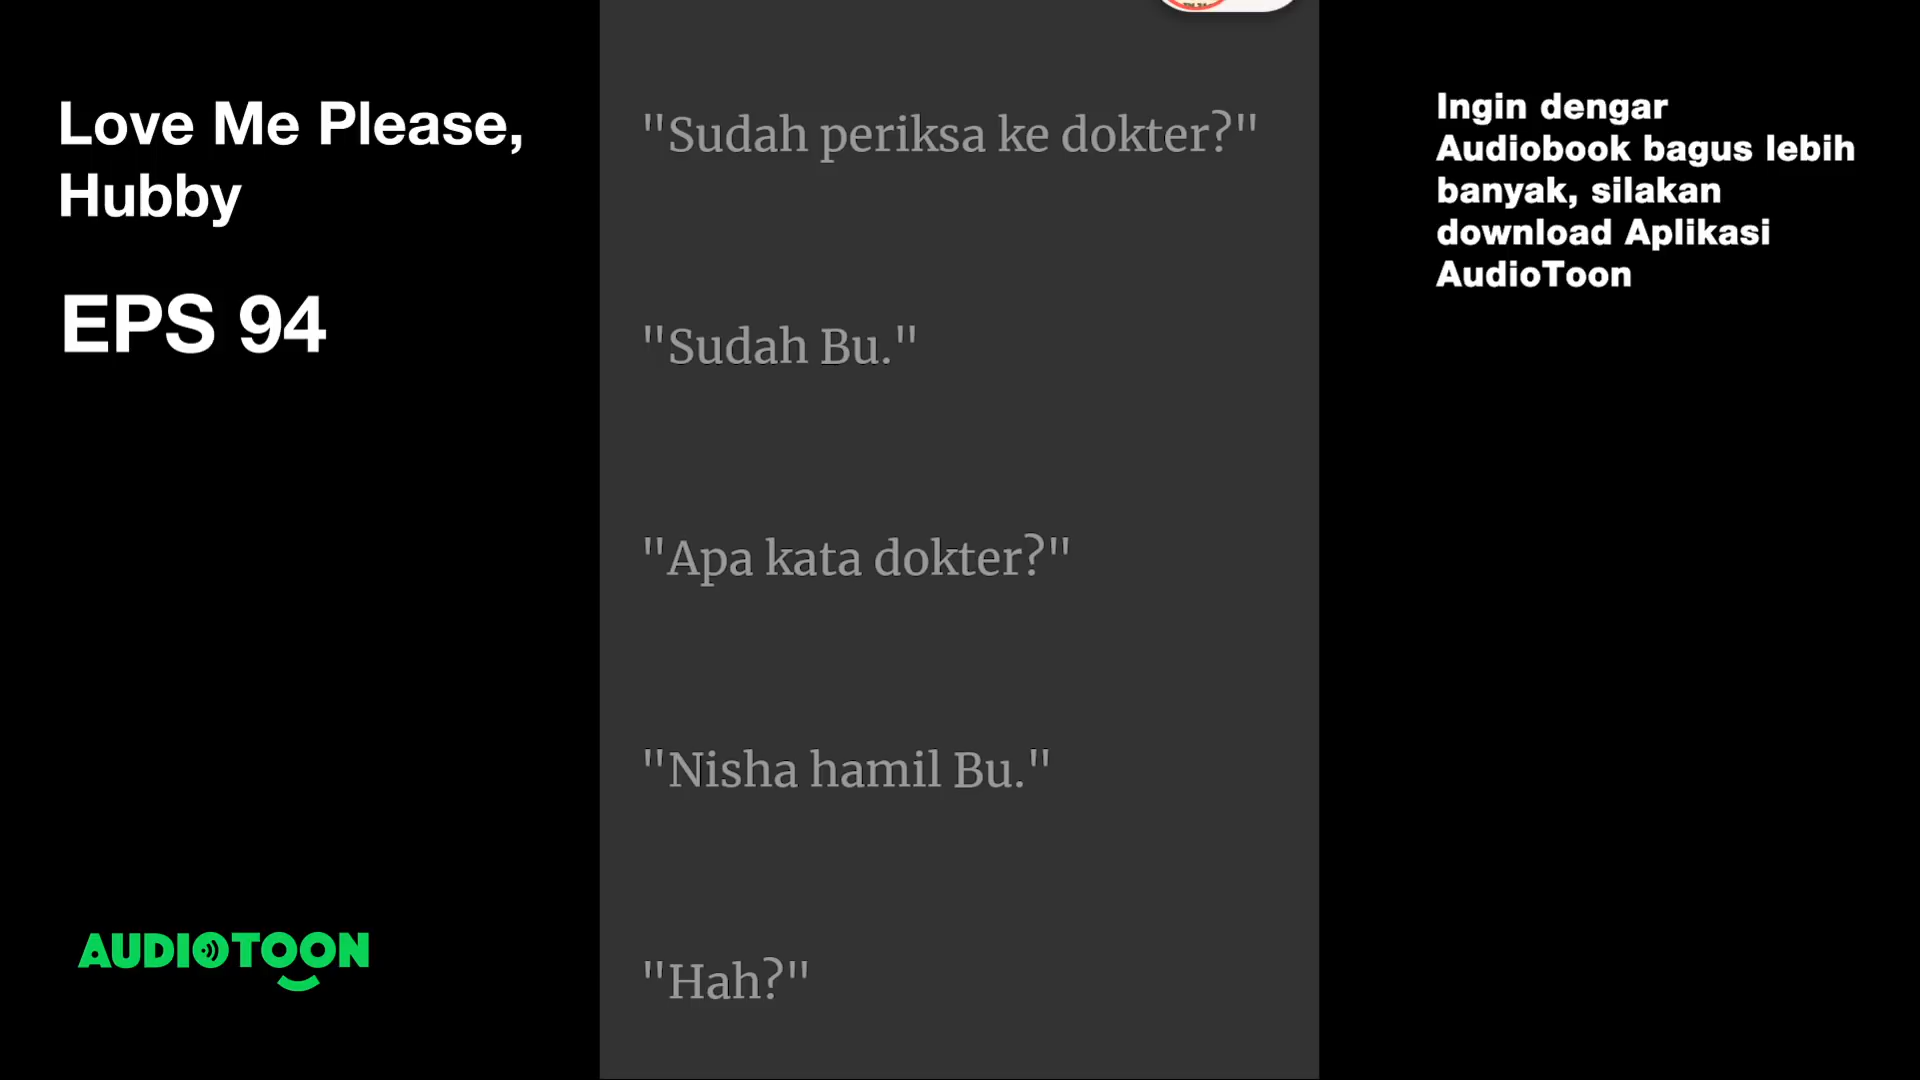 Love Me Please,
Hubby
EPS 94
"Sudah periksa ke dokter?"
"Sudah Bu."
"Apa kata dokter?"
"Nisha hamil Bu."
"Hah?"
Ingin dengar
Audiobook bagus lebih
banyak, silakan
download Aplikasi
AudioToon
AUDIOTOON